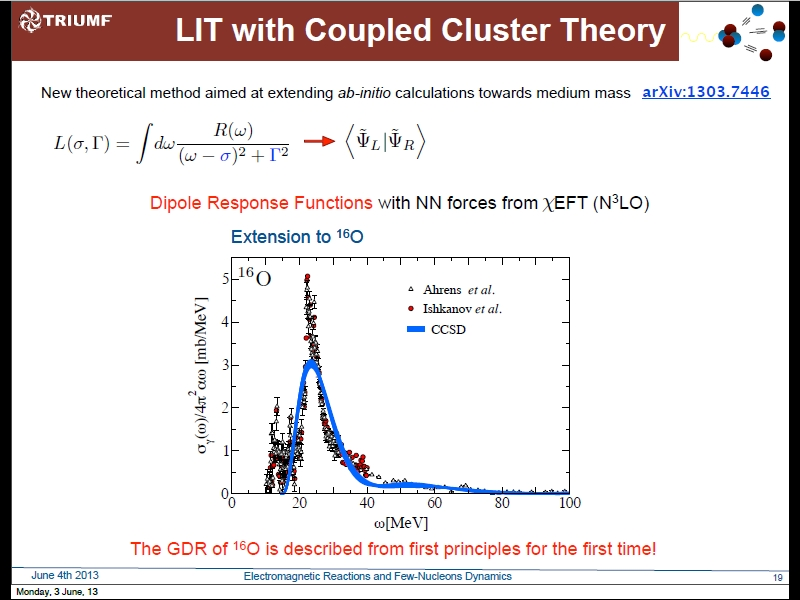 TRIUMF
LIT with Coupled Cluster Theory
New theoretical method aimed at extending ab-initio calculations towards medium mass arXiv:1303.7446
L(σ, Γ) = ∫ dω R(ω) / ((ω − σ)² + Γ²) → ⟨Ψ̃_L|Ψ̃_R⟩
Dipole Response Functions with NN forces from χEFT (N³LO)
Extension to ¹⁶O
¹⁶O
Ahrens et al.
Ishkanov et al.
CCSD
σ_γ(ω)/4π²αω [mb/MeV]
5
4
3
2
1
0
0 20 40 60 80 100
ω[MeV]
The GDR of ¹⁶O is described from first principles for the first time!
June 4th 2013 Electromagnetic Reactions and Few-Nucleons Dynamics 19
Monday, 3 June, 13